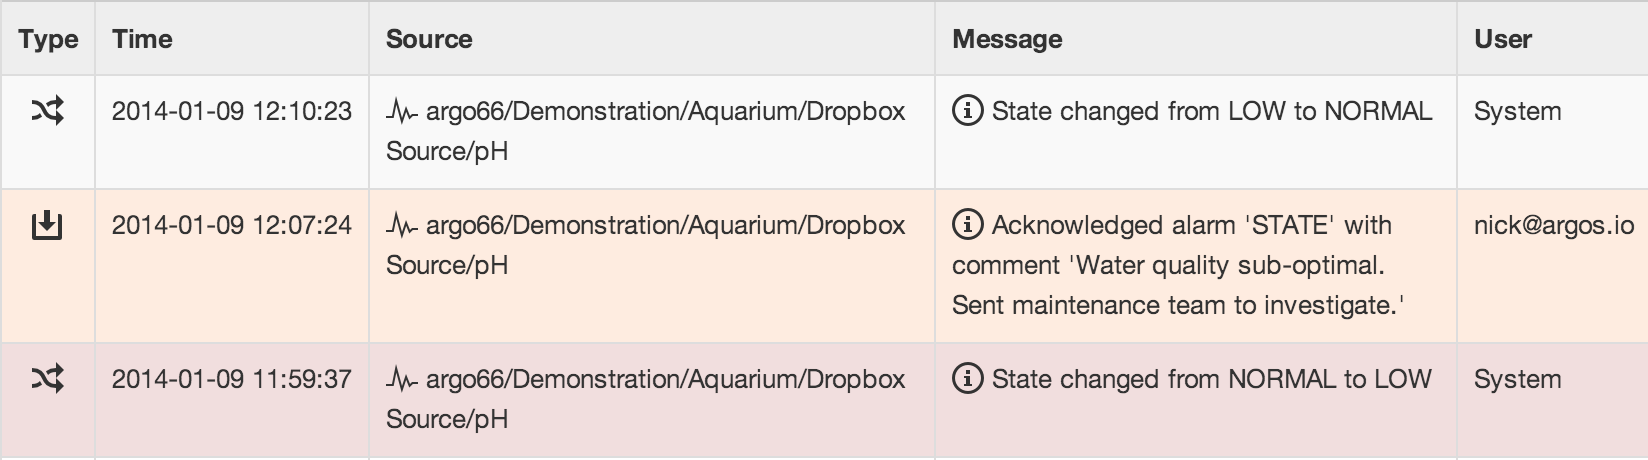 Type Time Source Message User
2014-01-09 12:10:23 argo66/Demonstration/Aquarium/Dropbox State changed from LOW to NORMAL System
Source/pH
2014-01-09 12:07:24 argo66/Demonstration/Aquarium/Dropbox Acknowledged alarm 'STATE' with nick@argos.io
Source/pH comment 'Water quality sub-optimal.
Sent maintenance team to investigate.'
2014-01-09 11:59:37 argo66/Demonstration/Aquarium/Dropbox State changed from NORMAL to LOW System
Source/pH